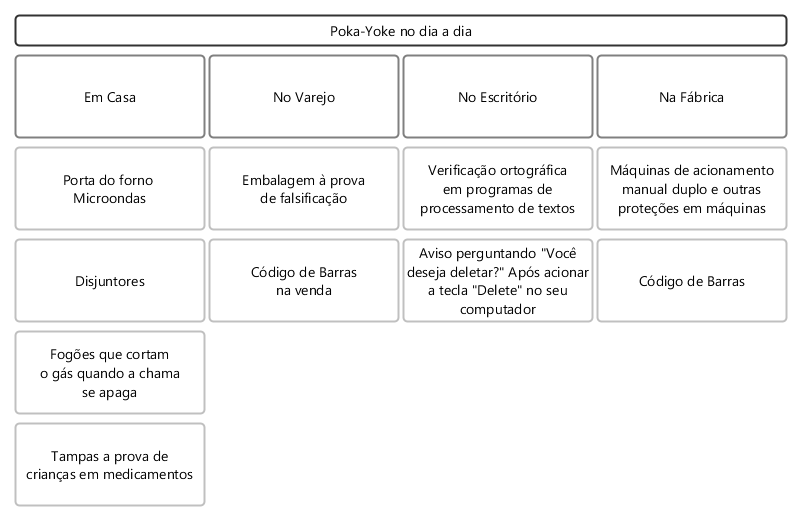 Poka-Yoke no dia a dia
Em Casa
No Varejo
No Escritório
Na Fábrica
Porta do forno
Microondas
Embalagem à prova
de falsificação
Verificação ortográfica
em programas de
processamento de textos
Máquinas de acionamento
manual duplo e outras
proteções em máquinas
Disjuntores
Código de Barras
na venda
Aviso perguntando "Você
deseja deletar?" Após acionar
a tecla "Delete" no seu
computador
Código de Barras
Fogões que cortam
o gás quando a chama
se apaga
Tampas a prova de
crianças em medicamentos